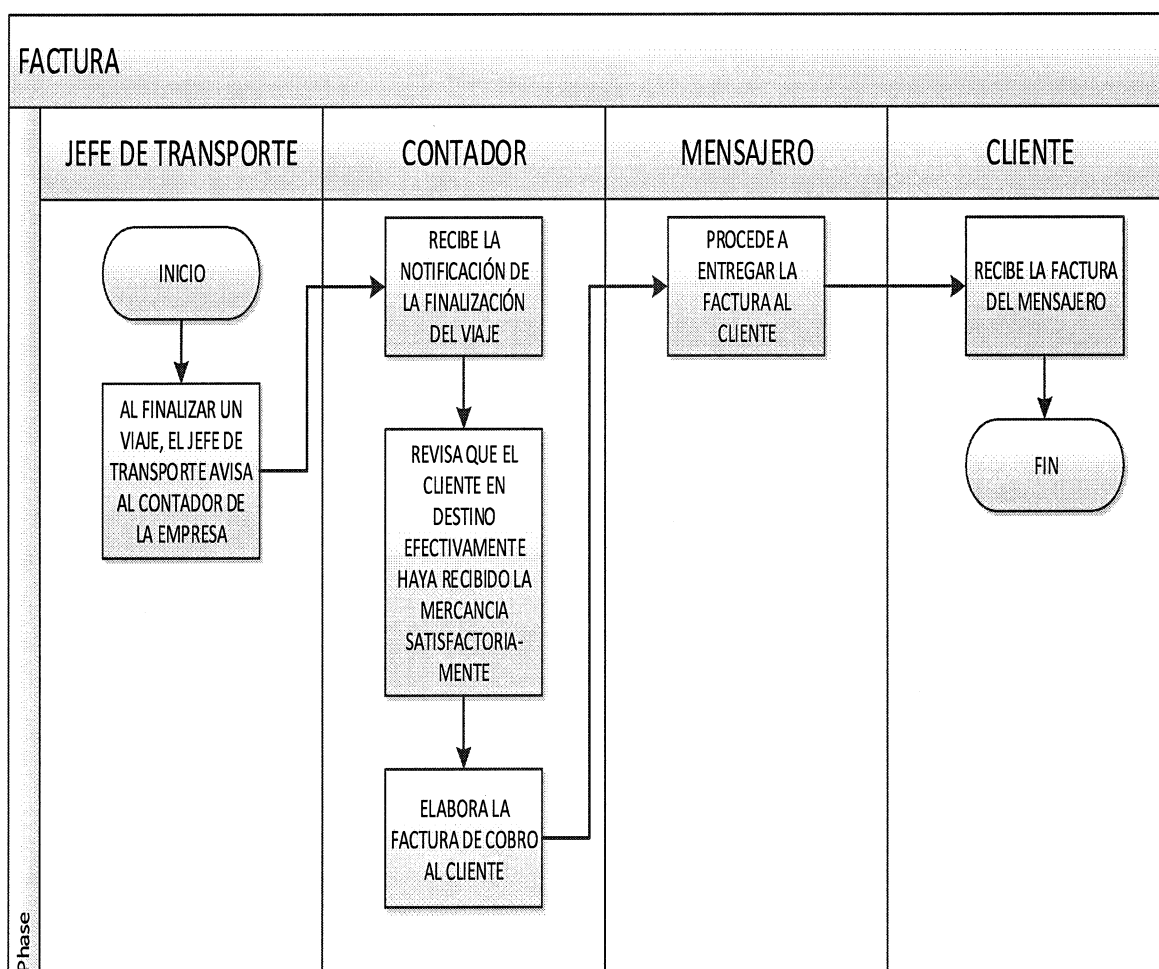 FACTURA
JEFE DE TRANSPORTE
CONTADOR
MENSAJERO
CLIENTE
INICIO
AL FINALIZAR UN
VIAJE, EL JEFE DE
TRANSPORTE AVISA
AL CONTADOR DE
LA EMPRESA
RECIBE LA
NOTIFICACIÓN DE
LA FINALIZACIÓN
DEL VIAJE
REVISA QUE EL
CLIENTE EN
DESTINO
EFECTIVAMENTE
HAYA RECIBIDO LA
MERCANCIA
SATISFACTORIA-
MENTE
ELABORA LA
FACTURA DE COBRO
AL CLIENTE
PROCEDE A
ENTREGAR LA
FACTURA AL
CLIENTE
RECIBE LA FACTURA
DEL MENSAJERO
FIN
Phase